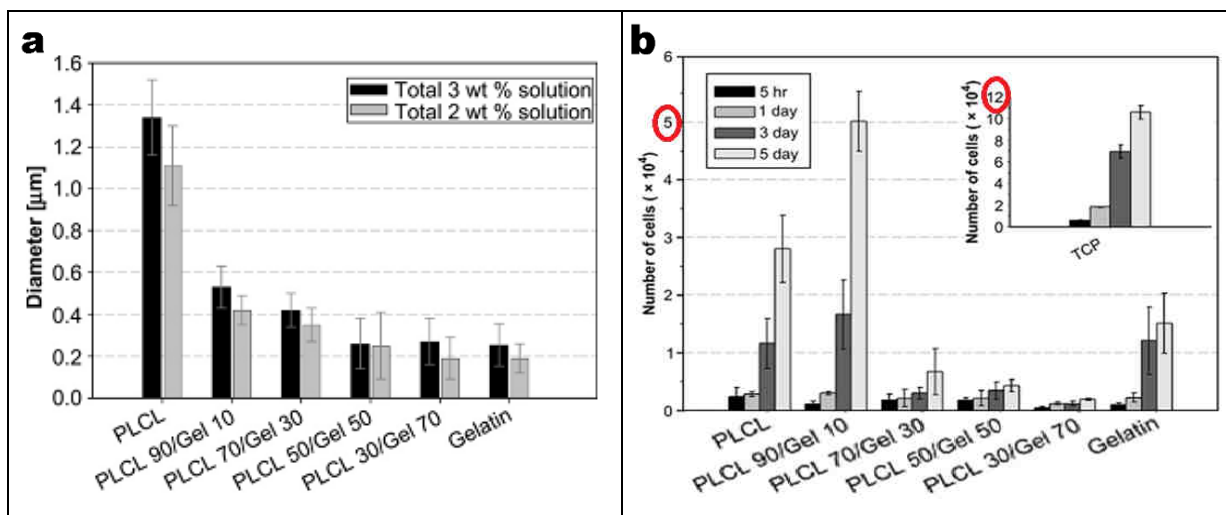 a
1.6
1.4
1.2
1.0
0.8
0.6
0.4
0.2
0.0
Diameter [µm]
Total 3 wt % solution
Total 2 wt % solution
PLCL
PLCL 90/Gel 10
PLCL 70/Gel 30
PLCL 50/Gel 50
PLCL 30/Gel 70
Gelatin
b
6
5
4
3
2
1
0
Number of cells (× 10⁴)
5 hr
1 day
3 day
5 day
Number of cells (× 10⁴)
12
10
8
6
4
2
0
TCP
PLCL
PLCL 90/Gel 10
PLCL 70/Gel 30
PLCL 50/Gel 50
PLCL 30/Gel 70
Gelatin